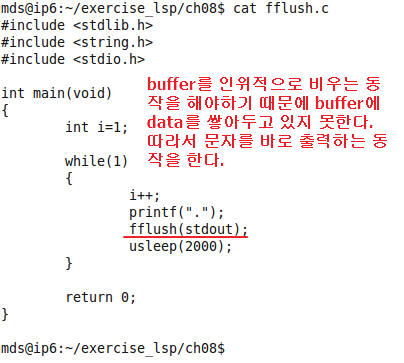 mds@ip6:~/exercise_lsp/ch08$ cat fflush.c
#include <stdlib.h>
#include <string.h>
#include <stdio.h>
buffer를 인위적으로 비우는 동
작을 해야하기 때문에 buffer에
data를 쌓아두고 있지 못한다.
따라서 문자를 바로 출력하는 동
작을 한다.
int main(void)
{
int i=1;
while(1)
{
i++;
printf(".");
fflush(stdout);
usleep(2000);
}
return 0;
}
mds@ip6:~/exercise_lsp/ch08$